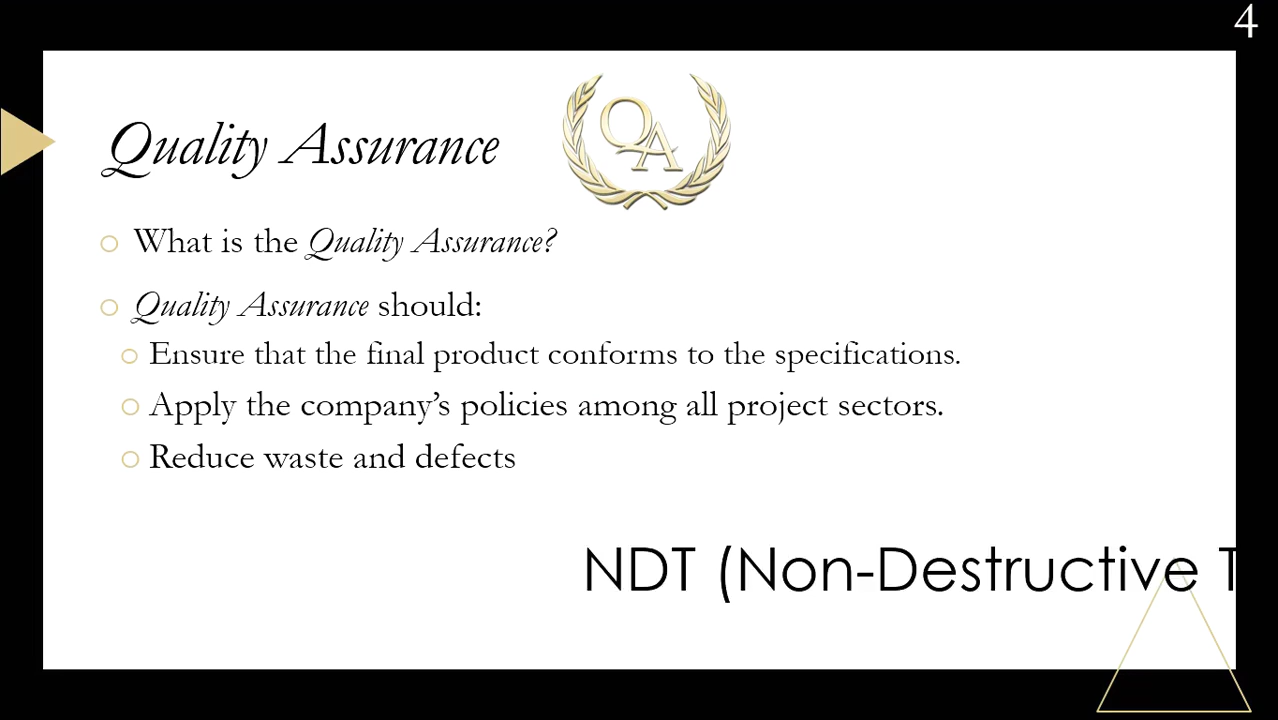 4
Quality Assurance
QA
What is the Quality Assurance?
Quality Assurance should:
Ensure that the final product conforms to the specifications.
Apply the company’s policies among all project sectors.
Reduce waste and defects
NDT (Non-Destructive T